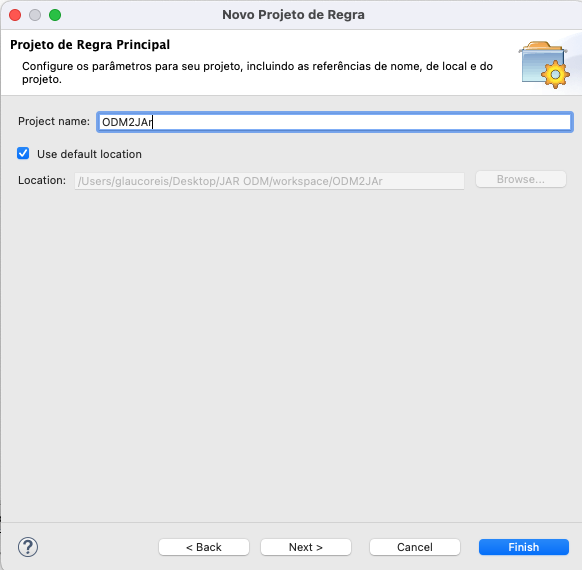 Novo Projeto de Regra
Projeto de Regra Principal
Configure os parâmetros para seu projeto, incluindo as referências de nome, de local e do
projeto.
Project name: ODM2JAr
Use default location
Location: /Users/glaucoreis/Desktop/JAR ODM/workspace/ODM2JAr Browse...
? < Back Next > Cancel Finish